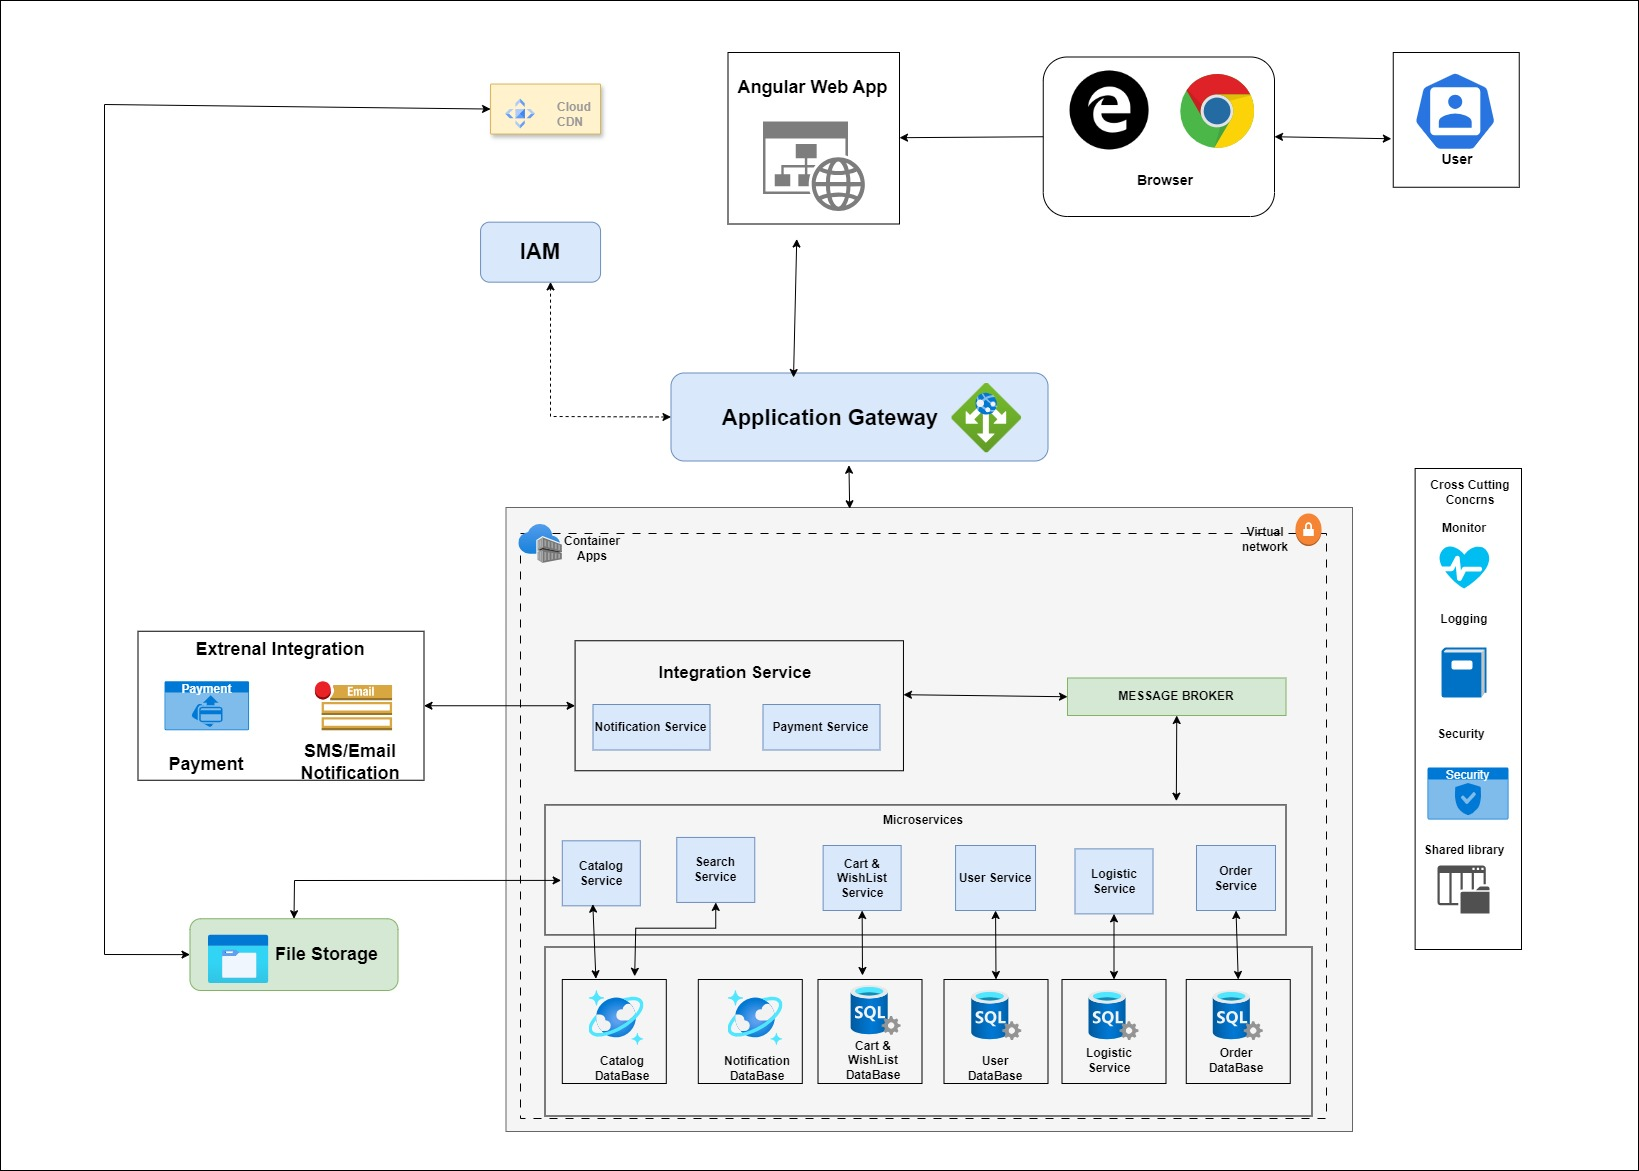 Cloud
CDN
Angular Web App
Browser
User
IAM
Application Gateway
Container
Apps
Virtual
network
Cross Cutting
Concrns
Monitor
Logging
Security
Security
Shared library
Extrenal Integration
Payment
Email
Payment
SMS/Email
Notification
Integration Service
Notification Service
Payment Service
MESSAGE BROKER
Microservices
Catalog
Service
Search
Service
Cart &
WishList
Service
User Service
Logistic
Service
Order
Service
File Storage
Catalog
DataBase
Notification
DataBase
SQL
Cart &
WhishList
DataBase
SQL
User
DataBase
SQL
Logistic
Service
SQL
Order
DataBase